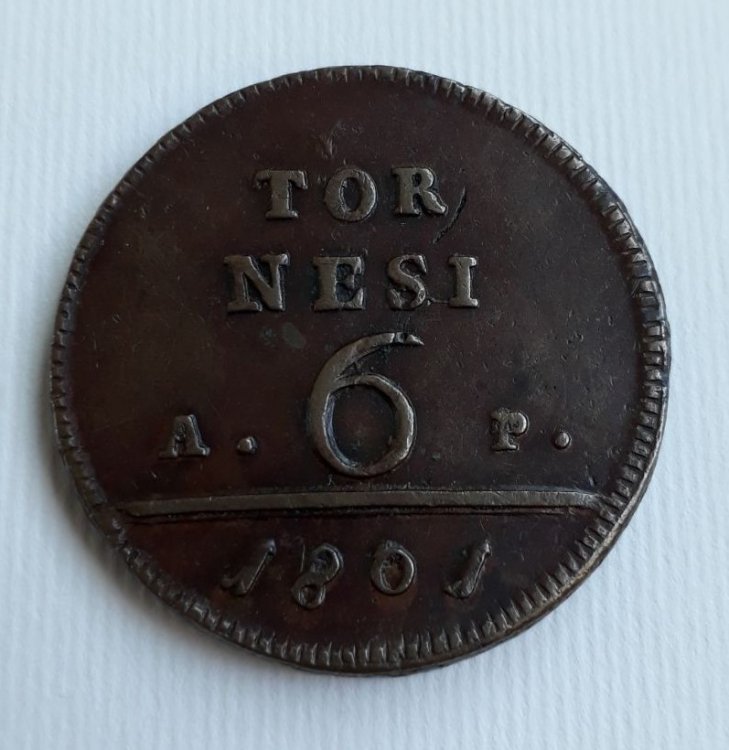 TOR
NESI
6
A. P.
1801